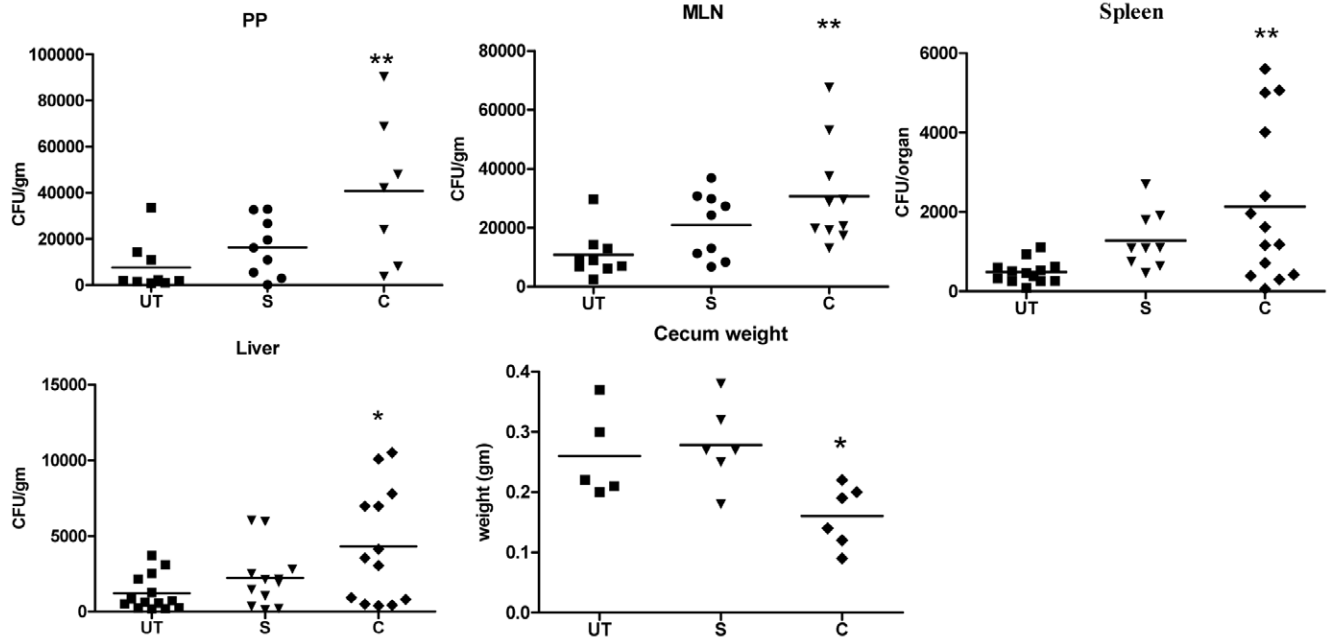 PP
**
100000
80000
60000
40000
20000
0
CFU/gm
UT S C
MLN
**
80000
60000
40000
20000
0
CFU/gm
UT S C
Spleen
**
6000
4000
2000
0
CFU/organ
UT S C
Liver
*
15000
10000
5000
0
CFU/gm
UT S C
Cecum weight
*
0.4
0.3
0.2
0.1
0.0
weight (gm)
UT S C